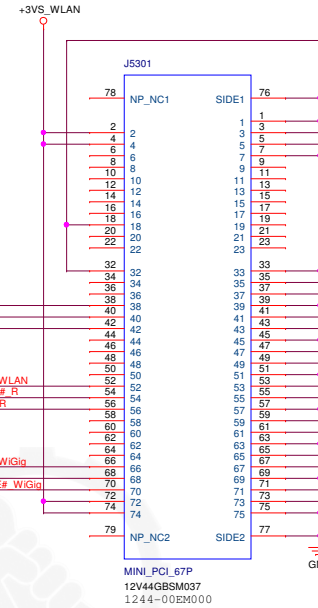 +3VS_WLAN
J5301
78 NP_NC1 SIDE1 76
1 1
2 2 3 3
4 4 5 5
6 6 7 7
8 8 9 9
10 10 11 11
12 12 13 13
14 14 15 15
16 16 17 17
18 18 19 19
20 20 21 21
22 22 23 23
32 32 33 33
34 34 35 35
36 36 37 37
38 38 39 39
40 40 41 41
42 42 43 43
44 44 45 45
46 46 47 47
48 48 49 49
50 50 51 51
WLAN 52 52 53 53
#_R 54 54 55 55
R 56 56 57 57
58 58 59 59
60 60 61 61
62 62 63 63
64 64 65 65
WiGig 66 66 67 67
68 68 69 69
E#_WiGig 70 70 71 71
72 72 73 73
74 74 75 75
79 NP_NC2 SIDE2 77
MINI_PCI_67P
12V44GBSM037
1244-00EM000